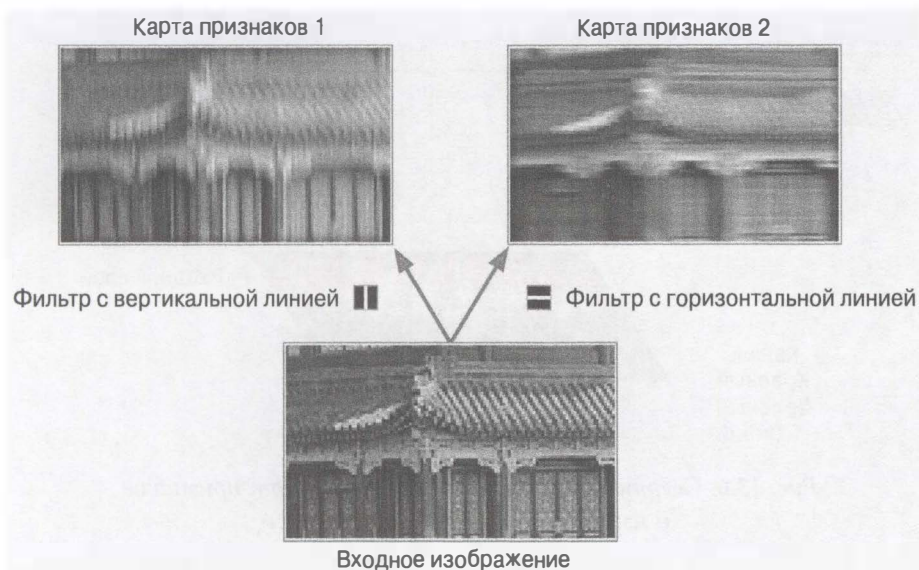 Карта признаков 1
Карта признаков 2
Фильтр с вертикальной линией
Фильтр с горизонтальной линией
Входное изображение